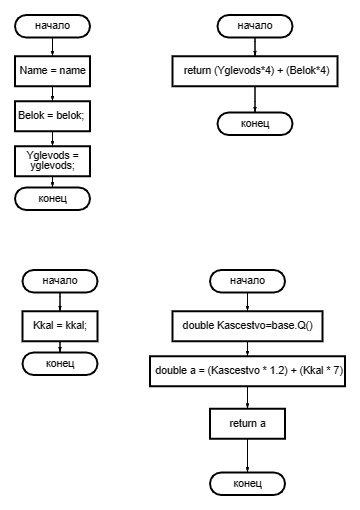 начало
Name = name
Belok = belok;
Yglevods =
yglevods;
конец
начало
return (Yglevods*4) + (Belok*4)
конец
начало
Kkal = kkal;
конец
начало
double Kascestvo=base.Q()
double a = (Kascestvo * 1.2) + (Kkal * 7)
return a
конец